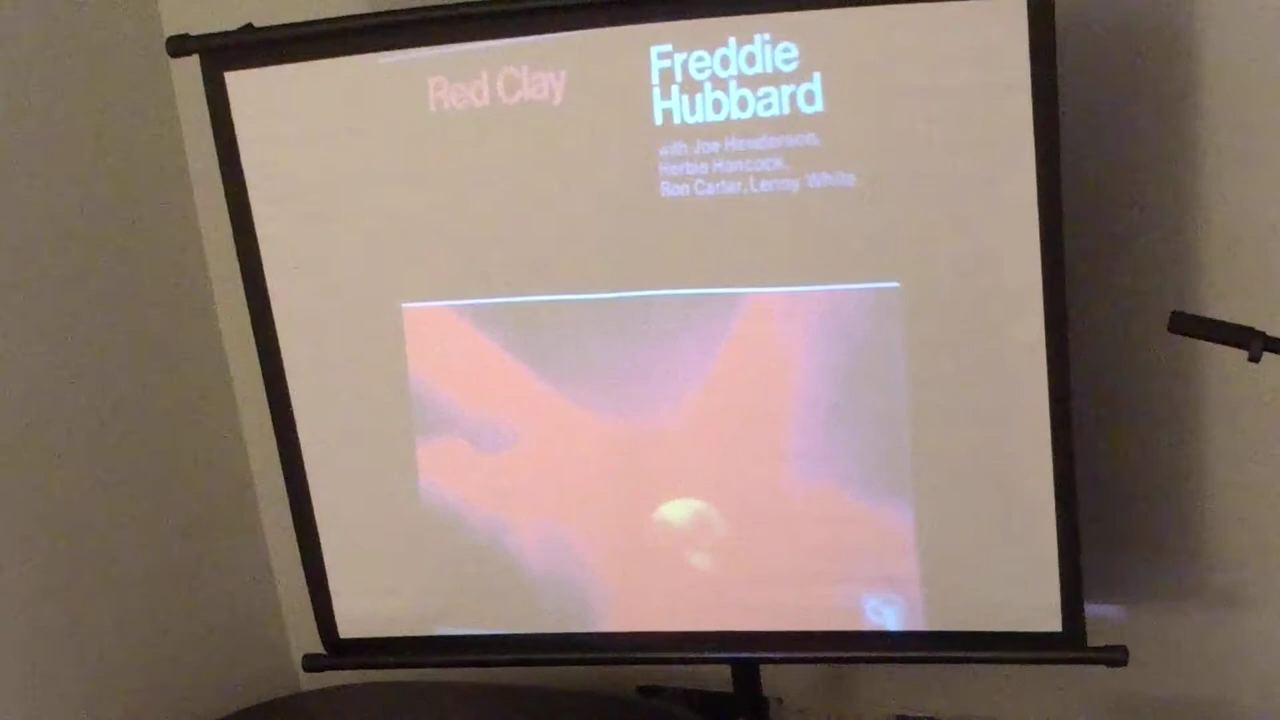 Red Clay
Freddie
Hubbard
with Joe Henderson,
Herbie Hancock,
Ron Carter, Lenny White